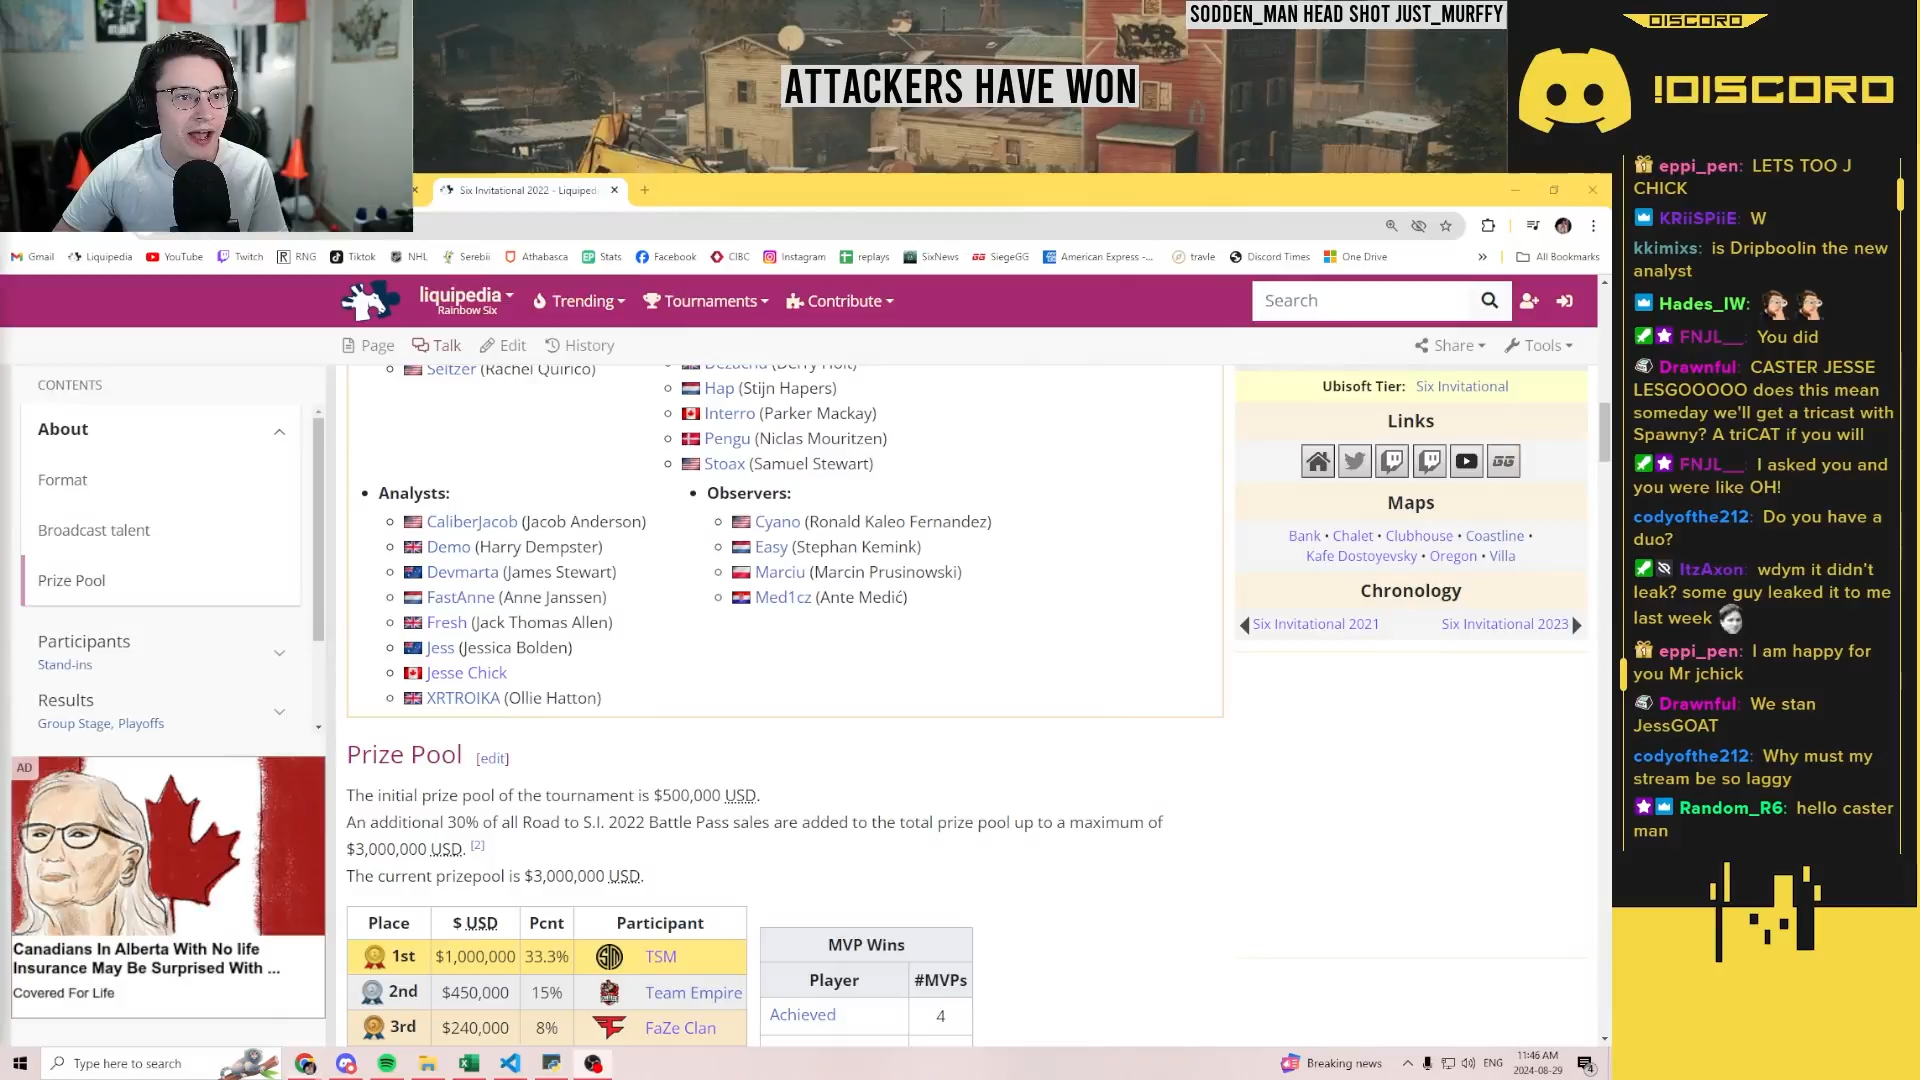 SODDEN_MAN HEAD SHOT JUST_MURFFY
ATTACKERS HAVE WON
NEVER
DISCORD
!DISCORD
Six Invitational 2022 - Liquiped
Gmail
Liquipedia
YouTube
Twitch
RNG
Tiktok
NHL
Serebii
Athabasca
Stats
Facebook
CIBC
Instagram
replays
SixNews
SiegeGG
American Express -...
travle
Discord Times
One Drive
All Bookmarks
liquipedia
Rainbow Six
Trending
Tournaments
Contribute
Search
Page
Talk
Edit
History
Share
Tools
CONTENTS
About
Format
Broadcast talent
Prize Pool
Participants
Stand-ins
Results
Group Stage, Playoffs
AD
Canadians In Alberta With No life
Insurance May Be Surprised With ...
Covered For Life
Seltzer (Rachel Quirico)
Dezachu (Derry Holt)
Hap (Stijn Hapers)
Interro (Parker Mackay)
Pengu (Niclas Mouritzen)
Stoax (Samuel Stewart)
Analysts:
CaliberJacob (Jacob Anderson)
Demo (Harry Dempster)
Devmarta (James Stewart)
FastAnne (Anne Janssen)
Fresh (Jack Thomas Allen)
Jess (Jessica Bolden)
Jesse Chick
XRTROIKA (Ollie Hatton)
Observers:
Cyano (Ronald Kaleo Fernandez)
Easy (Stephan Kemink)
Marciu (Marcin Prusinowski)
Med1cz (Ante Medić)
Prize Pool [edit]
The initial prize pool of the tournament is $500,000 USD.
An additional 30% of all Road to S.I. 2022 Battle Pass sales are added to the total prize pool up to a maximum of
$3,000,000 USD. [2]
The current prizepool is $3,000,000 USD.
Place $ USD Pcnt Participant
1st $1,000,000 33.3% TSM
2nd $450,000 15% Team Empire
3rd $240,000 8% FaZe Clan
MVP Wins
Player #MVPs
Achieved 4
Ubisoft Tier: Six Invitational
Links
GG
Maps
Bank • Chalet • Clubhouse • Coastline •
Kafe Dostoyevsky • Oregon • Villa
Chronology
Six Invitational 2021
Six Invitational 2023
eppi_pen: LETS TOO J
CHICK
KRiiSPiiE: W
kkimixs: is Dripboolin the new
analyst
Hades_IW:
FNJL__: You did
Drawnful: CASTER JESSE
LESGOOOOO does this mean
someday we'll get a tricast with
Spawny? A triCAT if you will
FNJL__: I asked you and
you were like OH!
codyofthe212: Do you have a
duo?
ItzAxon: wdym it didn't
leak? some guy leaked it to me
last week
eppi_pen: I am happy for
you Mr jchick
Drawnful: We stan
JessGOAT
codyofthe212: Why must my
stream be so laggy
Random_R6: hello caster
man
Type here to search
Breaking news
ENG
11:46 AM
2024-08-29
4